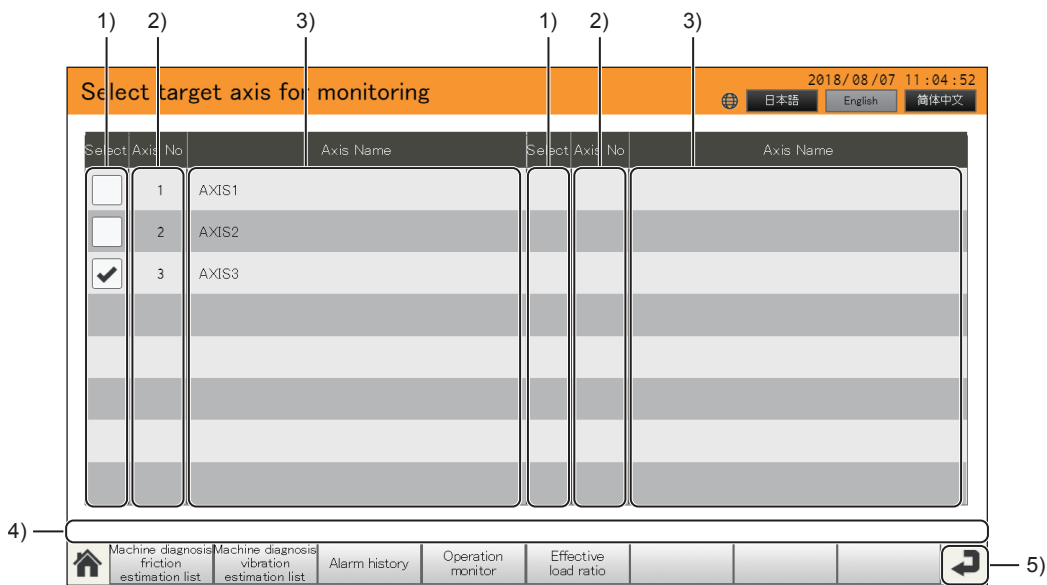 1) 2) 3) 1) 2) 3)
2018/08/07 11:04:52
Select target axis for monitoring
日本語 English 简体中文
Select Axis No Axis Name Select Axis No Axis Name
1 AXIS1
2 AXIS2
3 AXIS3
4)
Machine diagnosis friction estimation list
Machine diagnosis vibration estimation list
Alarm history
Operation monitor
Effective load ratio
5)